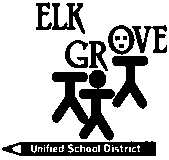 ELK
GROVE
Unified School District